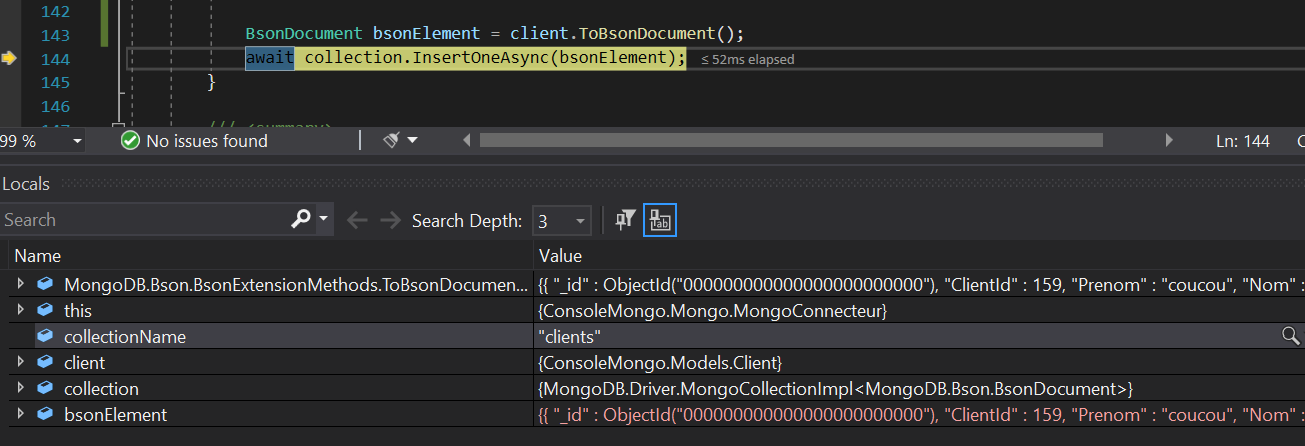 142
143 BsonDocument bsonElement = client.ToBsonDocument();
144 await collection.InsertOneAsync(bsonElement); ≤ 52ms elapsed
145 }
146
99 % No issues found Ln: 144 C
Locals
Search Search Depth: 3
Name Value
MongoDB.Bson.BsonExtensionMethods.ToBsonDocumen... {{ "_id" : ObjectId("000000000000000000000000"), "ClientId" : 159, "Prenom" : "coucou", "Nom" :
this {ConsoleMongo.Mongo.MongoConnecteur}
collectionName "clients"
client {ConsoleMongo.Models.Client}
collection {MongoDB.Driver.MongoCollectionImpl<MongoDB.Bson.BsonDocument>}
bsonElement {{ "_id" : ObjectId("000000000000000000000000"), "ClientId" : 159, "Prenom" : "coucou", "Nom" :